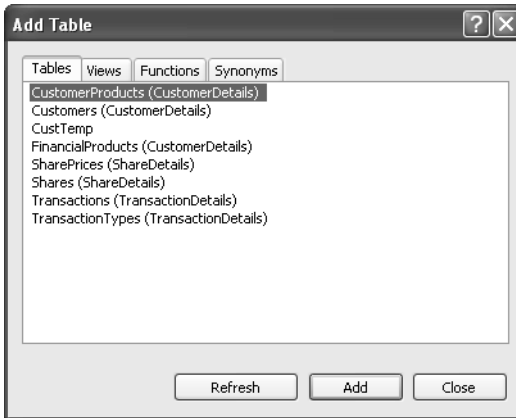 Add Table
Tables Views Functions Synonyms
CustomerProducts (CustomerDetails)
Customers (CustomerDetails)
CustTemp
FinancialProducts (CustomerDetails)
SharePrices (ShareDetails)
Shares (ShareDetails)
Transactions (TransactionDetails)
TransactionTypes (TransactionDetails)
Refresh Add Close